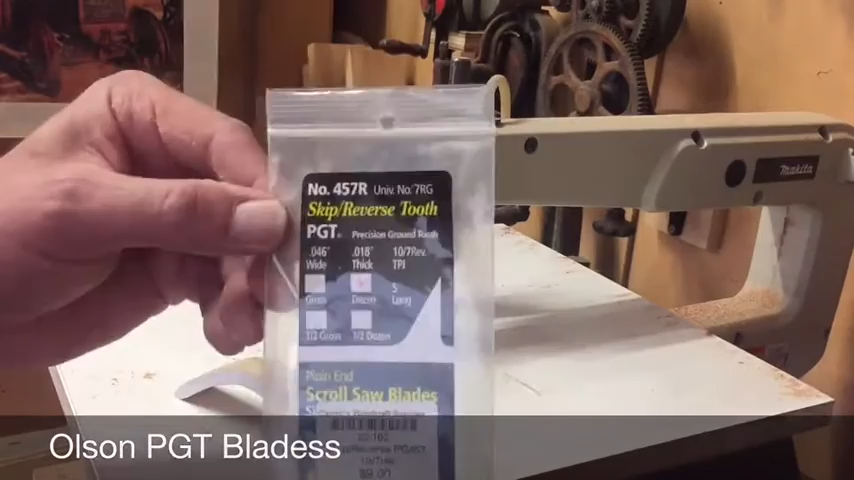 No. 457R Univ. No. 7RG
Skip/Reverse Tooth
PGT Precision Ground Tooth
.046" .018" 10/7Rev.
Wide Thick TPI
Gross Dozen 5
Long
1/2 Gross 1/2 Dozen
Plain End
Scroll Saw Blades
makita
Olson PGT Bladess